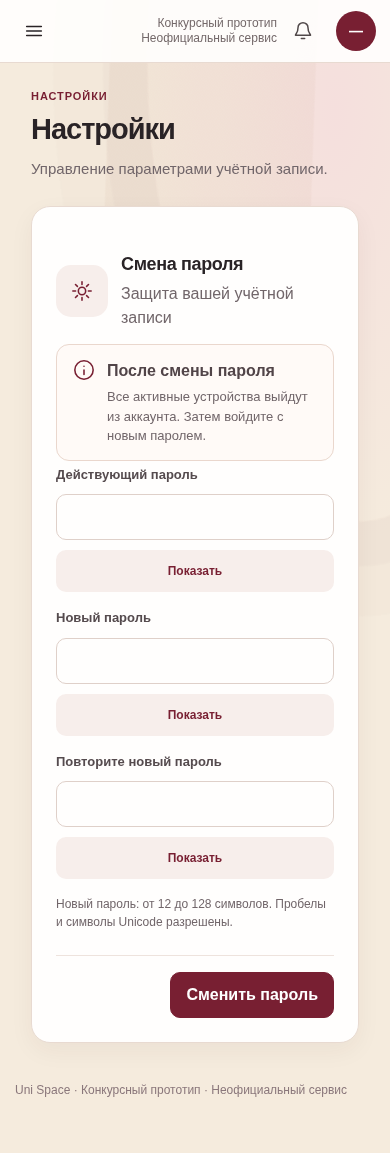 Конкурсный прототип
Неофициальный сервис
—
НАСТРОЙКИ
Настройки
Управление параметрами учётной записи.
Смена пароля
Защита вашей учётной
записи
После смены пароля
Все активные устройства выйдут
из аккаунта. Затем войдите с
новым паролем.
Действующий пароль
Показать
Новый пароль
Показать
Повторите новый пароль
Показать
Новый пароль: от 12 до 128 символов. Пробелы
и символы Unicode разрешены.
Сменить пароль
Uni Space · Конкурсный прототип · Неофициальный сервис